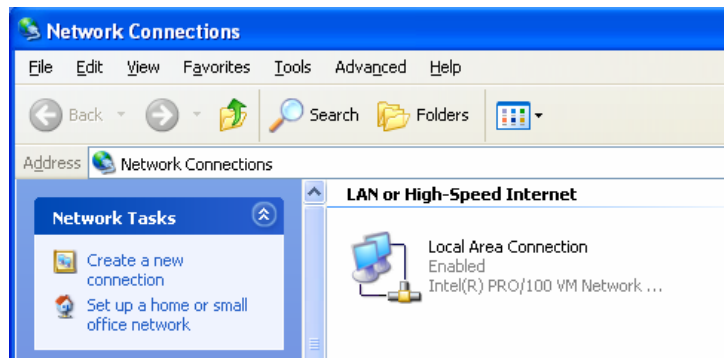 Network Connections
File Edit View Favorites Tools Advanced Help
Back Search Folders
Address Network Connections
Network Tasks
Create a new
connection
Set up a home or small
office network
LAN or High-Speed Internet
Local Area Connection
Enabled
Intel(R) PRO/100 VM Network ...